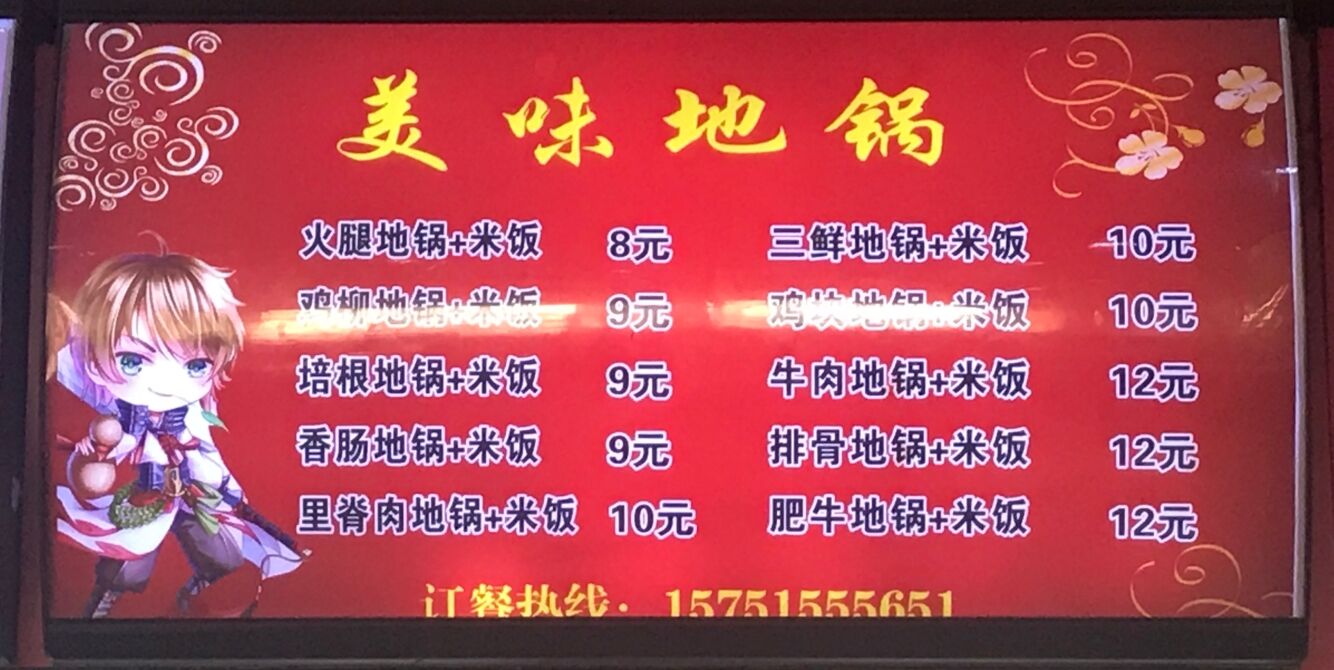 美味地锅
火腿地锅+米饭 8元 三鲜地锅+米饭 10元
鸡柳地锅+米饭 9元 鸡块地锅+米饭 10元
培根地锅+米饭 9元 牛肉地锅+米饭 12元
香肠地锅+米饭 9元 排骨地锅+米饭 12元
里脊肉地锅+米饭 10元 肥牛地锅+米饭 12元
订餐热线：15751555651